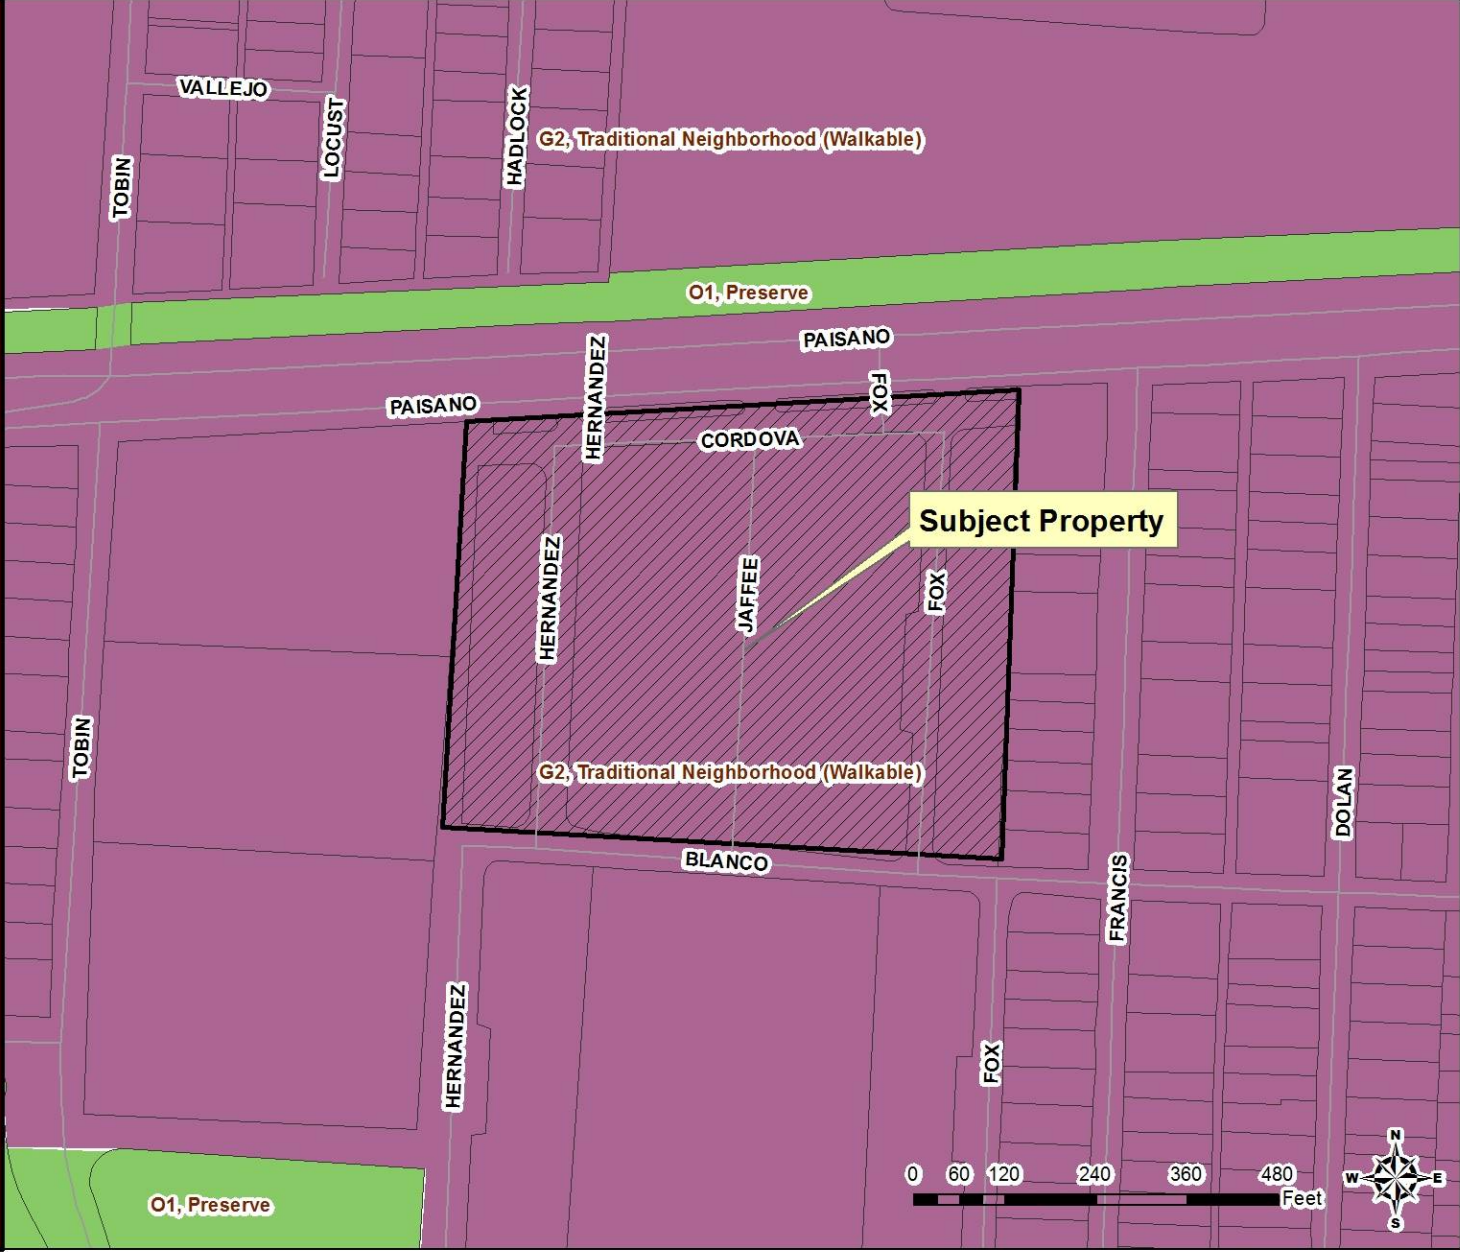 VALLEJO
LOCUST
HADLOCK
TOBIN
G2, Traditional Neighborhood (Walkable)
O1, Preserve
PAISANO
HERNANDEZ
FOX
PAISANO
CORDOVA
Subject Property
HERNANDEZ
JAFFEE
FOX
TOBIN
G2, Traditional Neighborhood (Walkable)
DOLAN
BLANCO
FRANCIS
HERNANDEZ
FOX
O1, Preserve
0 60 120 240 360 480
Feet
N
W E
S